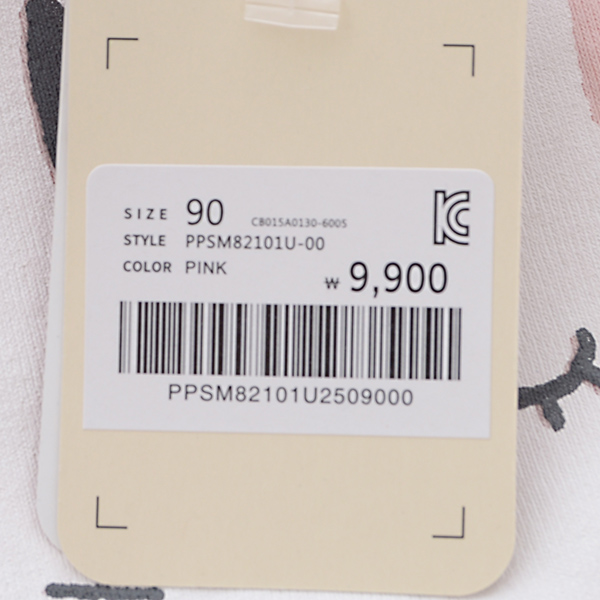 SIZE 90 CB015A0130-6005
STYLE PPSM82101U-00
COLOR PINK
₩ 9,900
PPSM82101U2509000